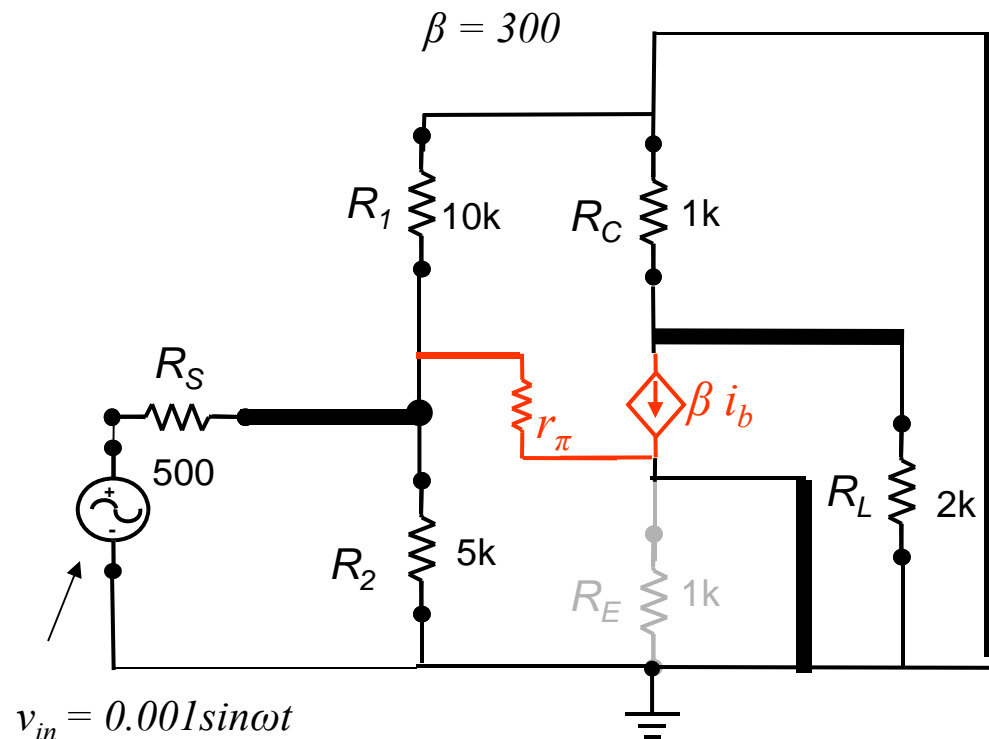 β = 300
R1 10k
RC 1k
RS
500
rπ
β ib
R2 5k
RE 1k
RL 2k
+
-
vin = 0.001sinωt